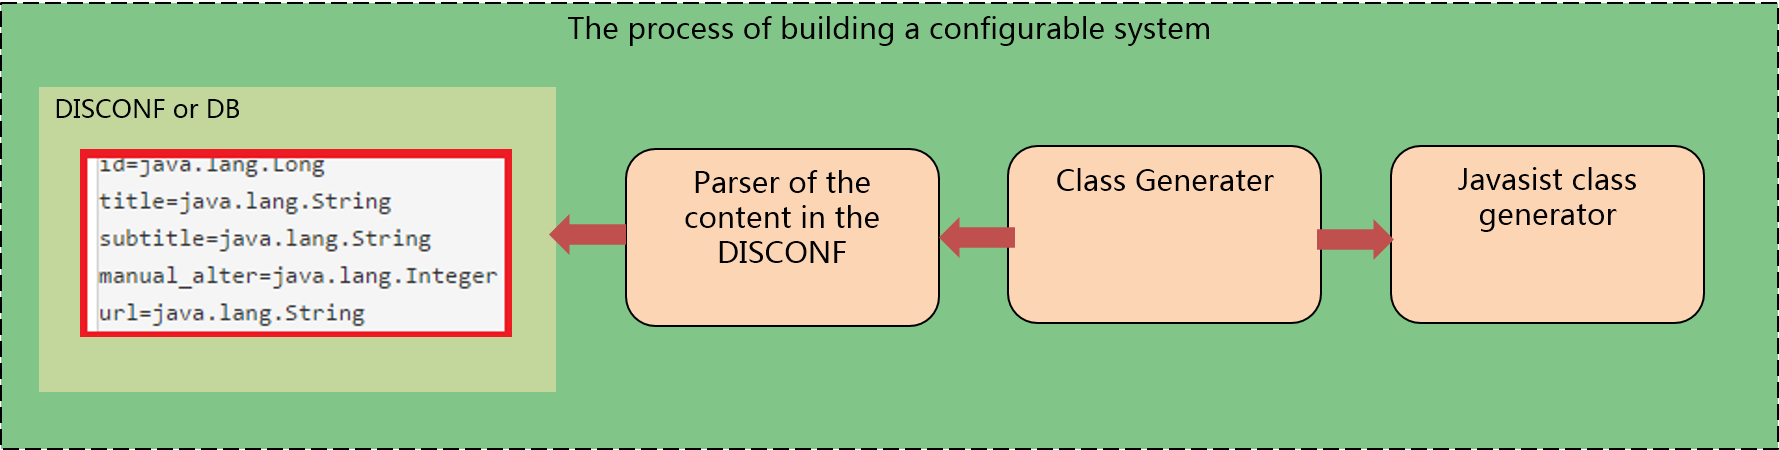 The process of building a configurable system
DISCONF or DB
id=java.lang.Long
title=java.lang.String
subtitle=java.lang.String
manual_alter=java.lang.Integer
url=java.lang.String
Parser of the
content in the
DISCONF
Class Generater
Javasist class
generator